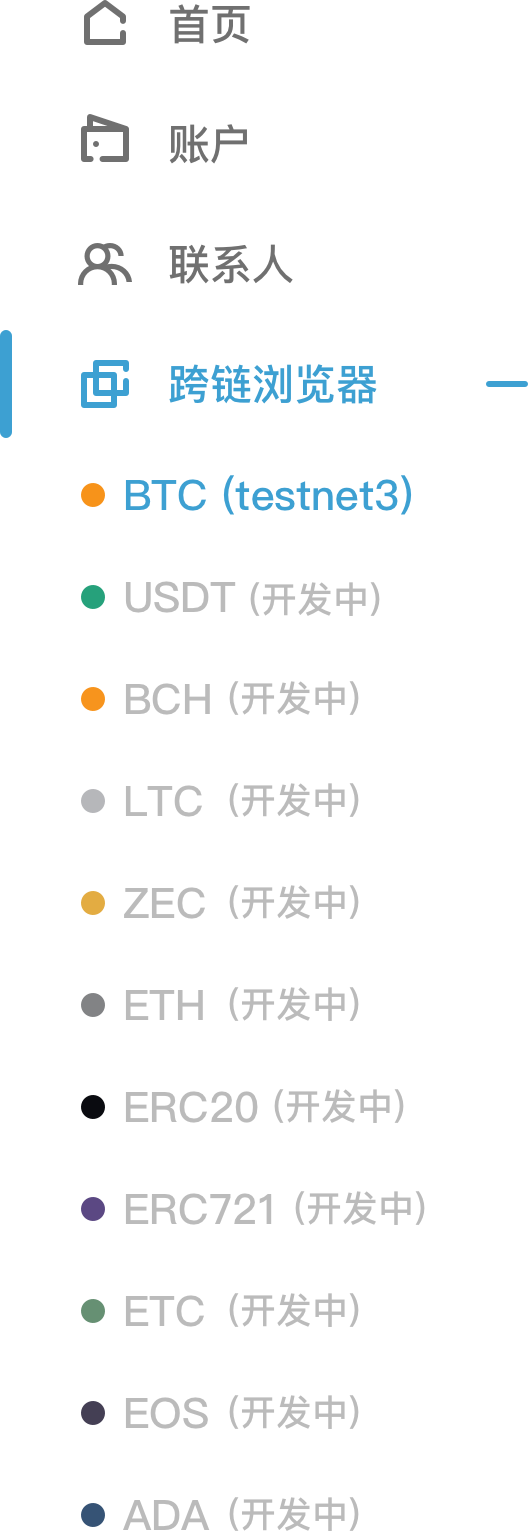 首页
账户
联系人
跨链浏览器
BTC (testnet3)
USDT (开发中)
BCH (开发中)
LTC (开发中)
ZEC (开发中)
ETH (开发中)
ERC20 (开发中)
ERC721 (开发中)
ETC (开发中)
EOS (开发中)
ADA (开发中)